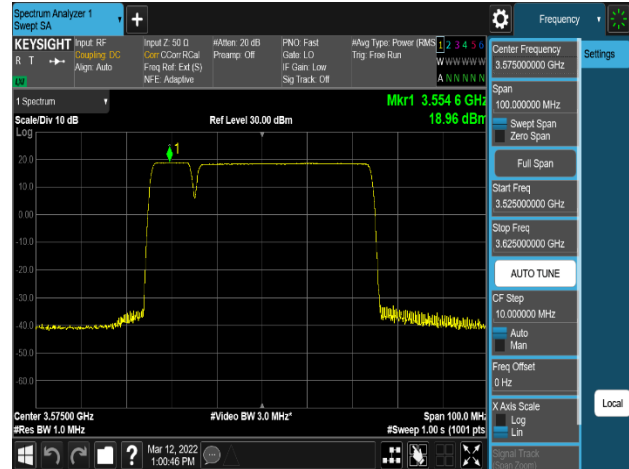 Spectrum Analyzer 1
Swept SA
Frequency
KEYSIGHT
R T
LXI
Input: RF
Coupling: DC
Align: Auto
Input Z: 50 Ω
Corr CCorr RCal
Freq Ref: Ext (S)
NFE: Adaptive
#Atten: 20 dB
Preamp: Off
PNO: Fast
Gate: LO
IF Gain: Low
Sig Track: Off
#Avg Type: Power (RMS
Trig: Free Run
1 2 3 4 5 6
W W W W W W
A N N N N N
1 Spectrum
Scale/Div 10 dB
Log
Ref Level 30.00 dBm
Mkr1 3.554 6 GHz
18.96 dBm
1
20.0
10.0
0.00
-10.0
-20.0
-30.0
-40.0
-50.0
-60.0
Center 3.57500 GHz
#Res BW 1.0 MHz
#Video BW 3.0 MHz*
Span 100.0 MHz
#Sweep 1.00 s (1001 pts
Mar 12, 2022
1:00:46 PM
Center Frequency
3.575000000 GHz
Span
100.000000 MHz
Swept Span
Zero Span
Full Span
Start Freq
3.525000000 GHz
Stop Freq
3.625000000 GHz
AUTO TUNE
CF Step
10.000000 MHz
Auto
Man
Freq Offset
0 Hz
X Axis Scale
Log
Lin
Signal Track
(Span Zoom)
Settings
Local